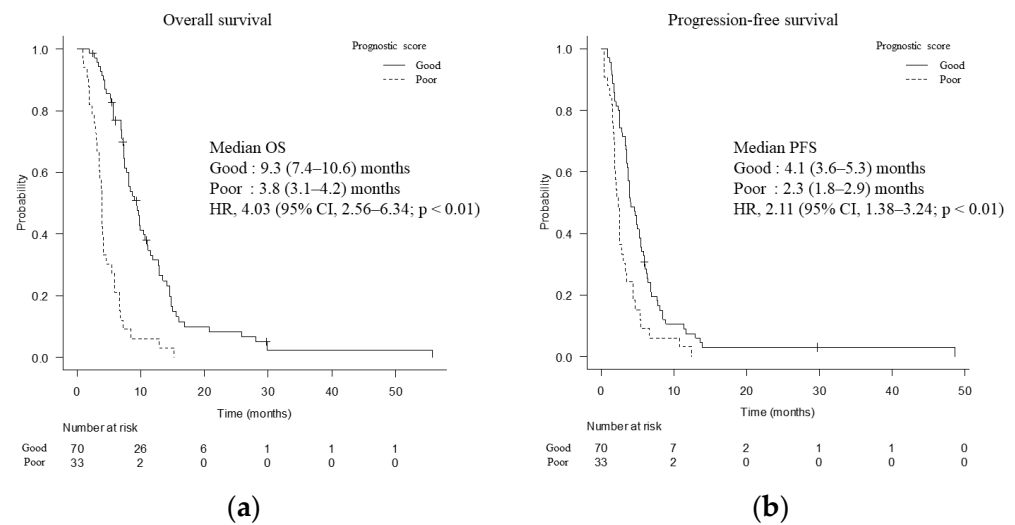 Overall survival
Prognostic score
Good
Poor
1.0
0.8
0.6
0.4
0.2
0.0
Probability
Median OS
Good : 9.3 (7.4–10.6) months
Poor : 3.8 (3.1–4.2) months
HR, 4.03 (95% CI, 2.56–6.34; p < 0.01)
0 10 20 30 40 50
Time (months)
Number at risk
Good 70 26 6 1 1 1
Poor 33 2 0 0 0 0
(a)
Progression-free survival
Prognostic score
Good
Poor
1.0
0.8
0.6
0.4
0.2
0.0
Probability
Median PFS
Good : 4.1 (3.6–5.3) months
Poor : 2.3 (1.8–2.9) months
HR, 2.11 (95% CI, 1.38–3.24; p < 0.01)
0 10 20 30 40 50
Time (months)
Number at risk
Good 70 7 2 1 1 0
Poor 33 2 0 0 0 0
(b)